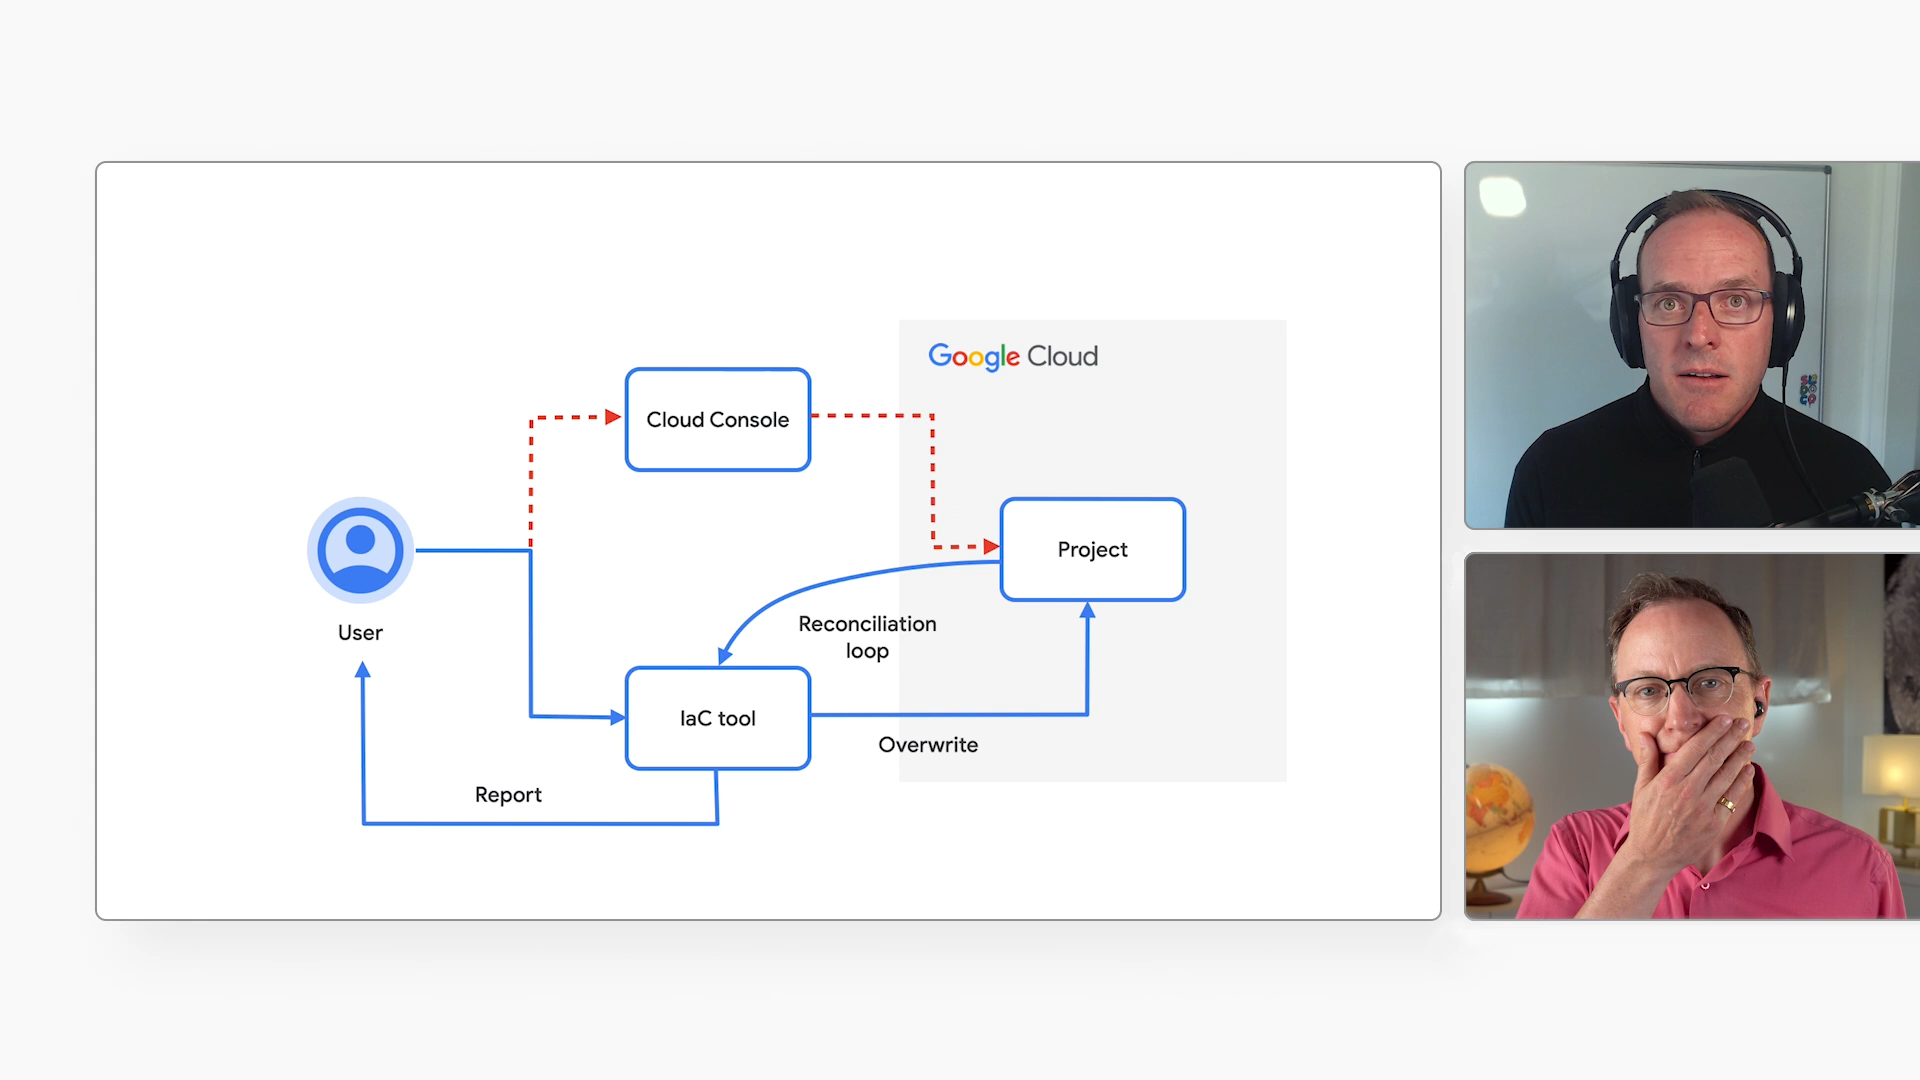 Google Cloud
Cloud Console
Project
User
Reconciliation
loop
IaC tool
Overwrite
Report